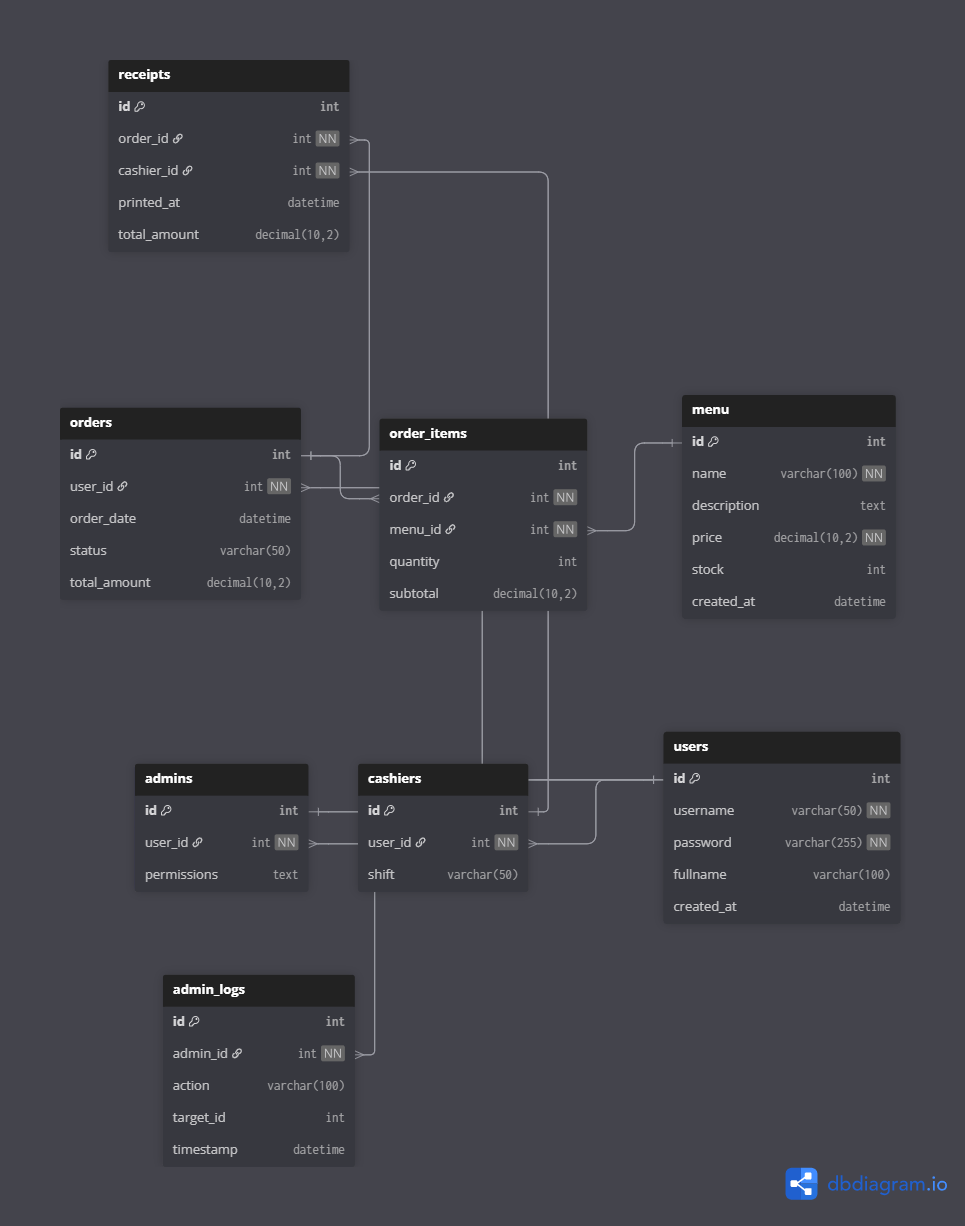 receipts
id int
order_id int NN
cashier_id int NN
printed_at datetime
total_amount decimal(10,2)
orders
id int
user_id int NN
order_date datetime
status varchar(50)
total_amount decimal(10,2)
order_items
id int
order_id int NN
menu_id int NN
quantity int
subtotal decimal(10,2)
menu
id int
name varchar(100) NN
description text
price decimal(10,2) NN
stock int
created_at datetime
admins
id int
user_id int NN
permissions text
cashiers
id int
user_id int NN
shift varchar(50)
users
id int
username varchar(50) NN
password varchar(255) NN
fullname varchar(100)
created_at datetime
admin_logs
id int
admin_id int NN
action varchar(100)
target_id int
timestamp datetime
dbdiagram.io